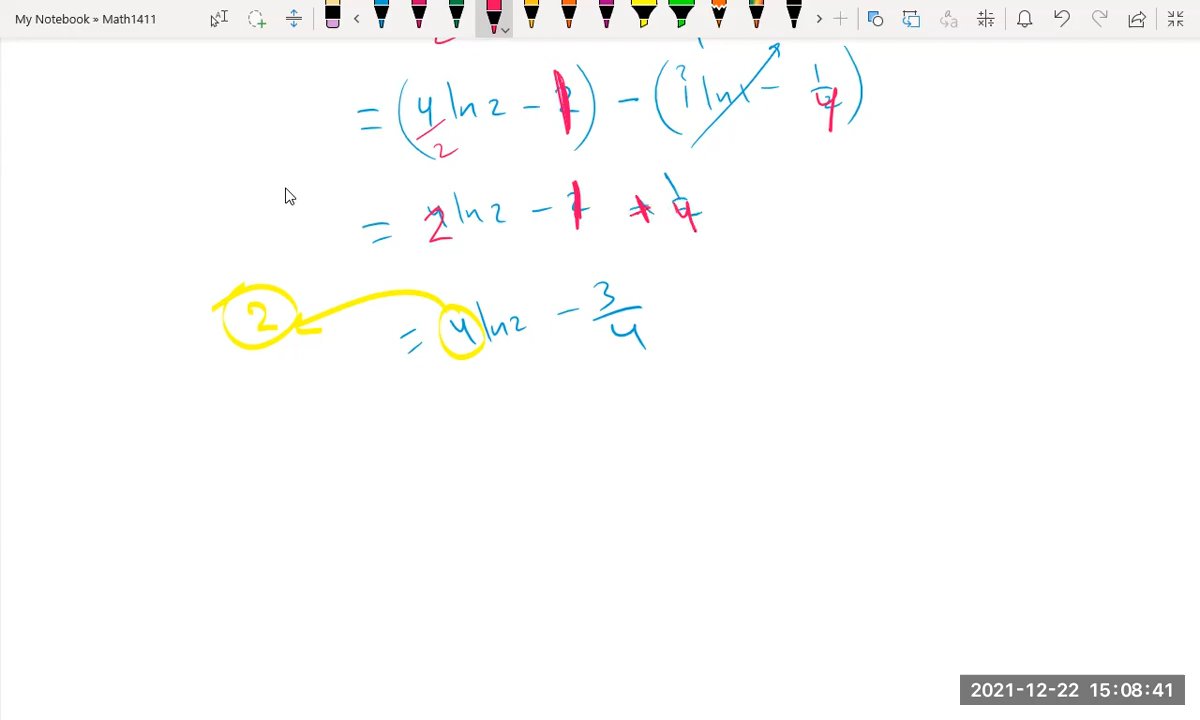 My Notebook » Math1411
= (4/2 ln 2 - 1) - (1 ln 1 - 1/4)
= 2 ln 2 - 1 + 1/4
2
= 4 ln 2 - 3/4
2021-12-22 15:08:41